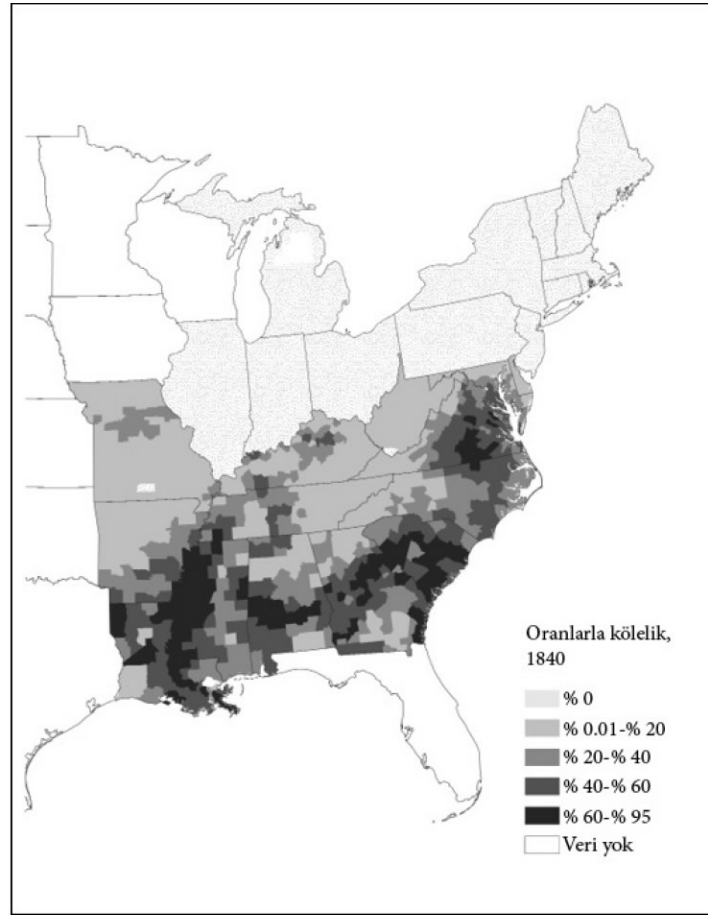 Oranlarla kölelik,
1840
% 0
% 0.01-% 20
% 20-% 40
% 40-% 60
% 60-% 95
Veri yok